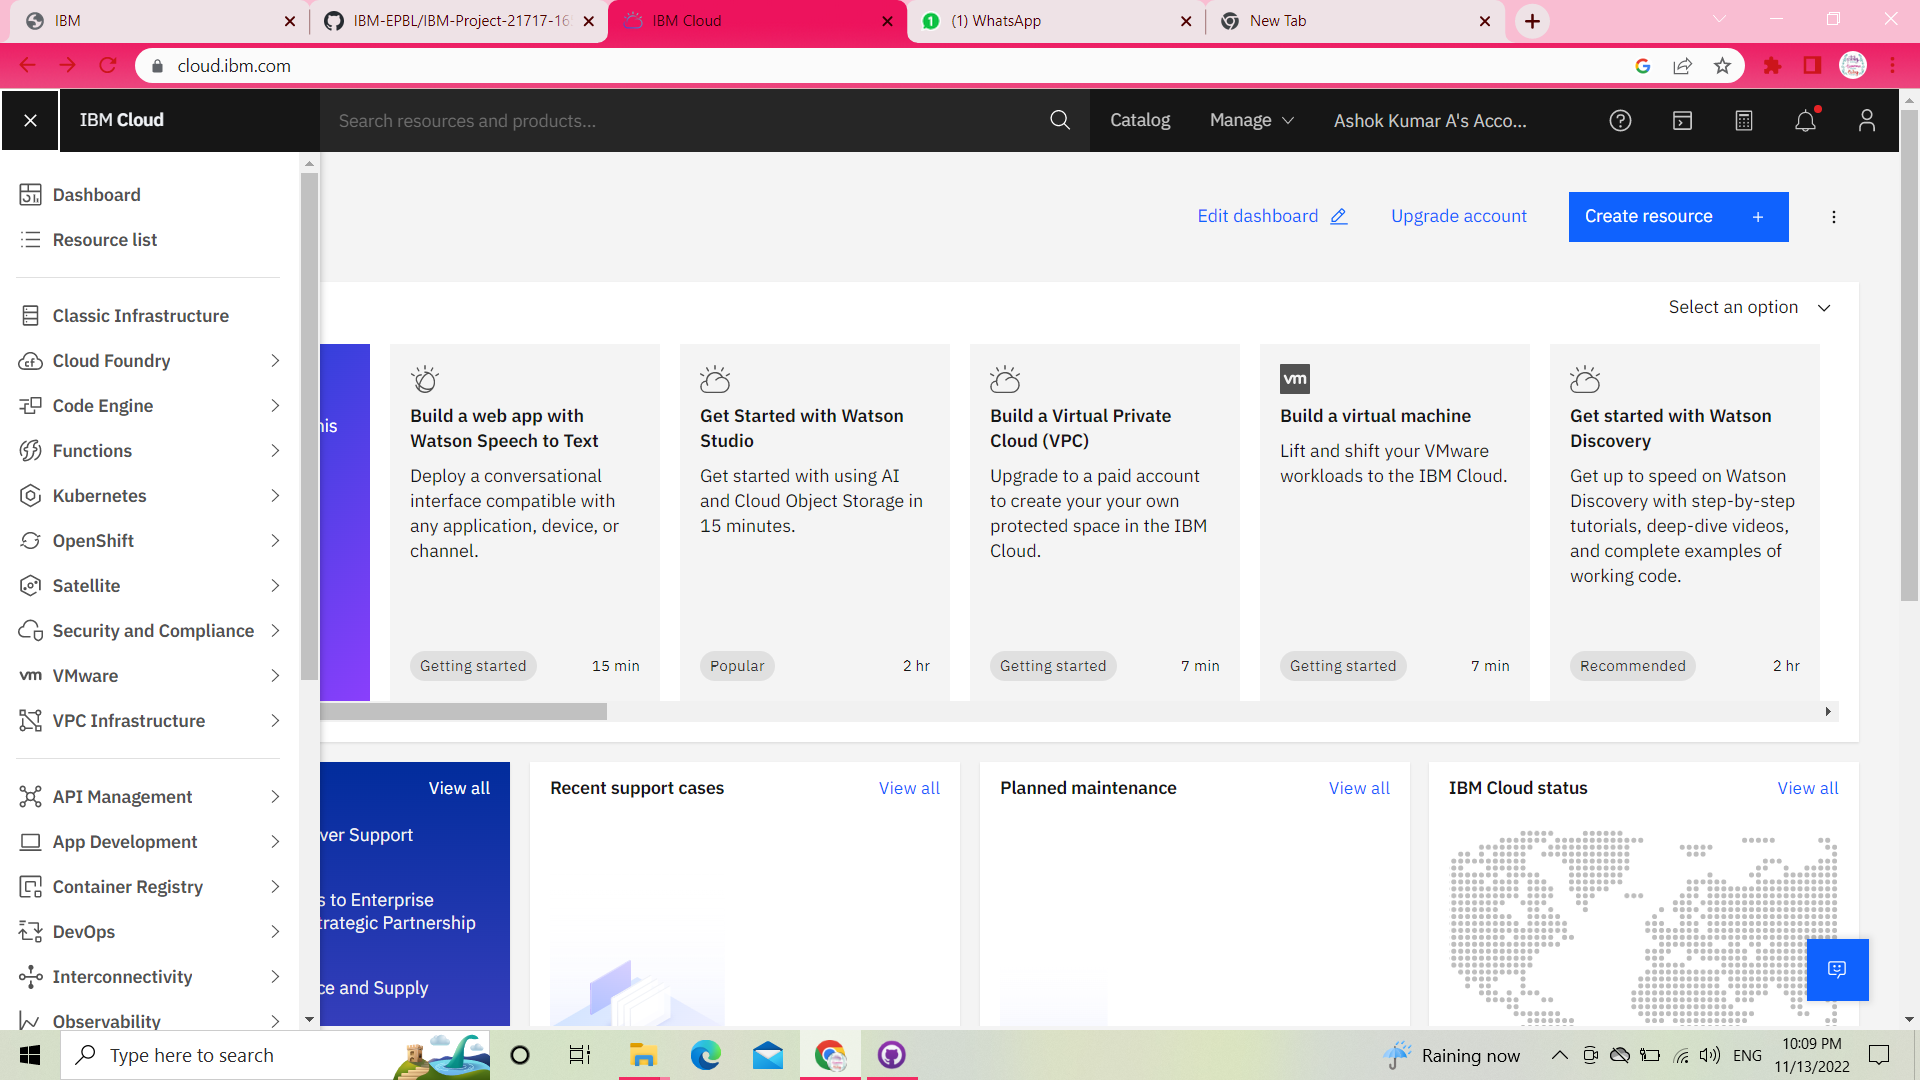 IBM
IBM-EPBL/IBM-Project-21717-16
IBM Cloud
(1) WhatsApp
New Tab
cloud.ibm.com
IBM Cloud
Search resources and products...
Catalog
Manage
Ashok Kumar A's Acco...
Dashboard
Resource list
Classic Infrastructure
Cloud Foundry
Code Engine
Functions
Kubernetes
OpenShift
Satellite
Security and Compliance
vm VMware
VPC Infrastructure
API Management
App Development
Container Registry
DevOps
Interconnectivity
Observability
Edit dashboard
Upgrade account
Create resource +
Select an option
his
Build a web app with
Watson Speech to Text
Deploy a conversational
interface compatible with
any application, device, or
channel.
Getting started
15 min
Get Started with Watson
Studio
Get started with using AI
and Cloud Object Storage in
15 minutes.
Popular
2 hr
Build a Virtual Private
Cloud (VPC)
Upgrade to a paid account
to create your your own
protected space in the IBM
Cloud.
Getting started
7 min
vm
Build a virtual machine
Lift and shift your VMware
workloads to the IBM Cloud.
Getting started
7 min
Get started with Watson
Discovery
Get up to speed on Watson
Discovery with step-by-step
tutorials, deep-dive videos,
and complete examples of
working code.
Recommended
2 hr
View all
ver Support
s to Enterprise
trategic Partnership
ce and Supply
Recent support cases
View all
Planned maintenance
View all
IBM Cloud status
View all
Type here to search
Raining now
ENG
10:09 PM
11/13/2022